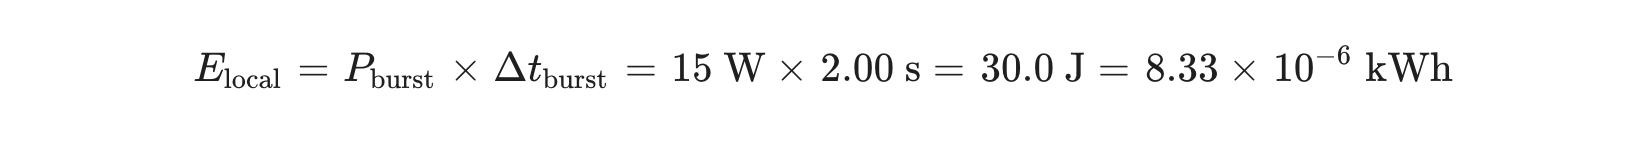 E_local = P_burst × Δt_burst = 15 W × 2.00 s = 30.0 J = 8.33 × 10⁻⁶ kWh